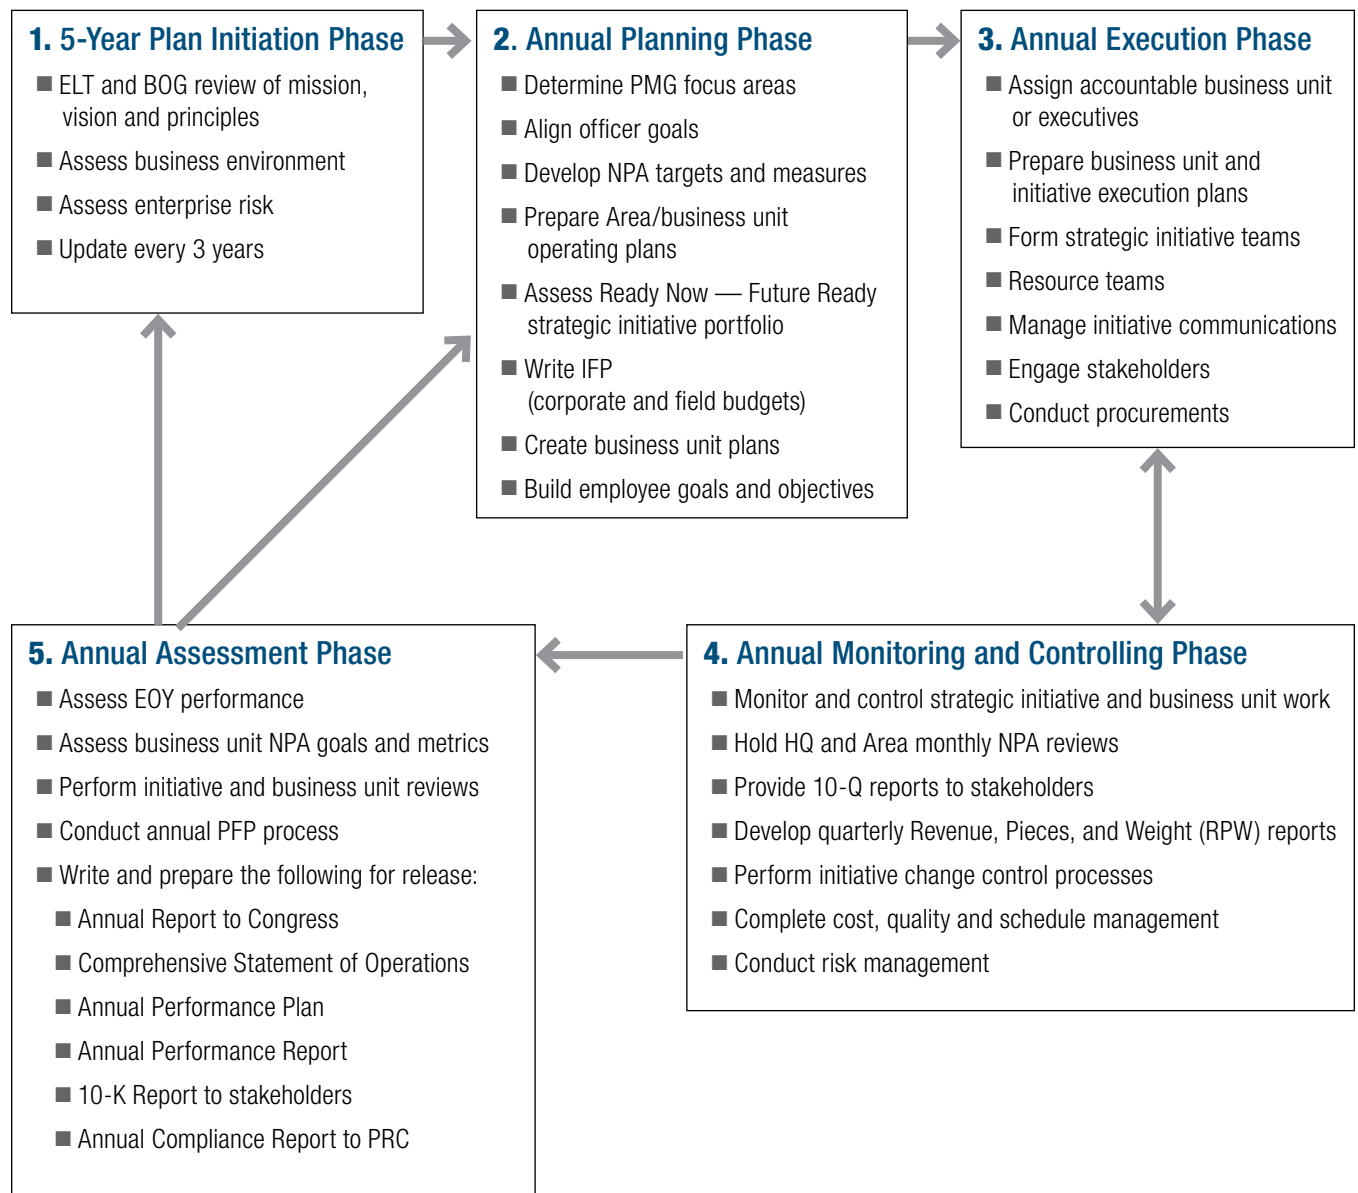 1. 5-Year Plan Initiation Phase
■ ELT and BOG review of mission,
vision and principles
■ Assess business environment
■ Assess enterprise risk
■ Update every 3 years
2. Annual Planning Phase
■ Determine PMG focus areas
■ Align officer goals
■ Develop NPA targets and measures
■ Prepare Area/business unit
operating plans
■ Assess Ready Now — Future Ready
strategic initiative portfolio
■ Write IFP
(corporate and field budgets)
■ Create business unit plans
■ Build employee goals and objectives
3. Annual Execution Phase
■ Assign accountable business unit
or executives
■ Prepare business unit and
initiative execution plans
■ Form strategic initiative teams
■ Resource teams
■ Manage initiative communications
■ Engage stakeholders
■ Conduct procurements
4. Annual Monitoring and Controlling Phase
■ Monitor and control strategic initiative and business unit work
■ Hold HQ and Area monthly NPA reviews
■ Provide 10-Q reports to stakeholders
■ Develop quarterly Revenue, Pieces, and Weight (RPW) reports
■ Perform initiative change control processes
■ Complete cost, quality and schedule management
■ Conduct risk management
5. Annual Assessment Phase
■ Assess EOY performance
■ Assess business unit NPA goals and metrics
■ Perform initiative and business unit reviews
■ Conduct annual PFP process
■ Write and prepare the following for release:
■ Annual Report to Congress
■ Comprehensive Statement of Operations
■ Annual Performance Plan
■ Annual Performance Report
■ 10-K Report to stakeholders
■ Annual Compliance Report to PRC